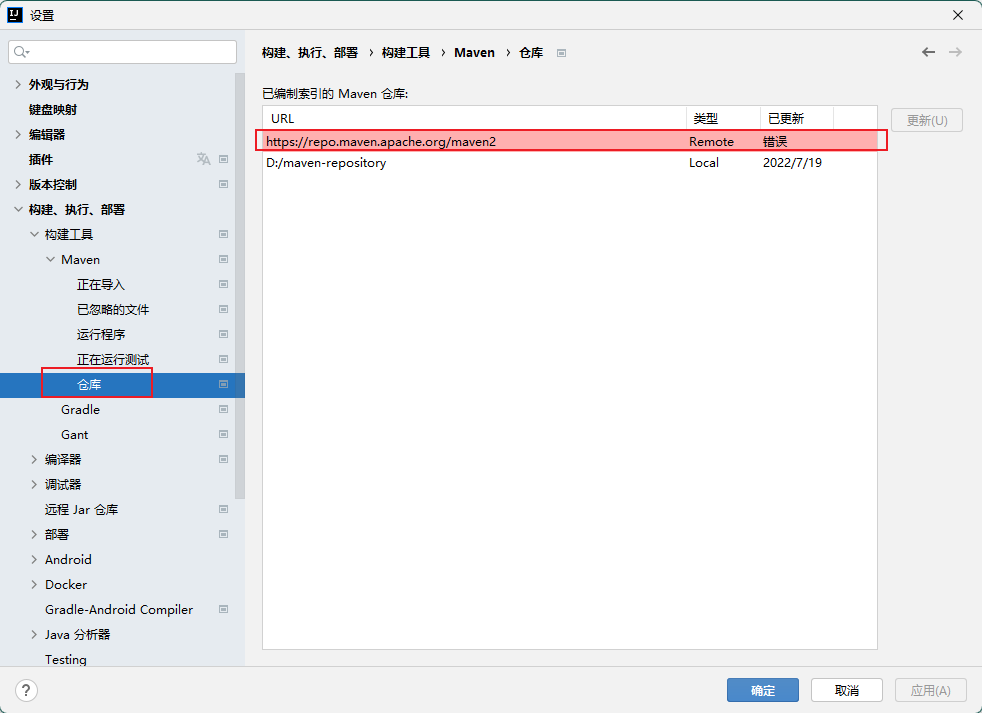 设置
外观与行为
键盘映射
编辑器
插件
版本控制
构建、执行、部署
构建工具
Maven
正在导入
已忽略的文件
运行程序
正在运行测试
仓库
Gradle
Gant
编译器
调试器
远程 Jar 仓库
部署
Android
Docker
Gradle-Android Compiler
Java 分析器
Testing
构建、执行、部署 › 构建工具 › Maven › 仓库
已编制索引的 Maven 仓库:
URL 类型 已更新
https://repo.maven.apache.org/maven2 Remote 错误
D:/maven-repository Local 2022/7/19
更新(U)
? 确定 取消 应用(A)